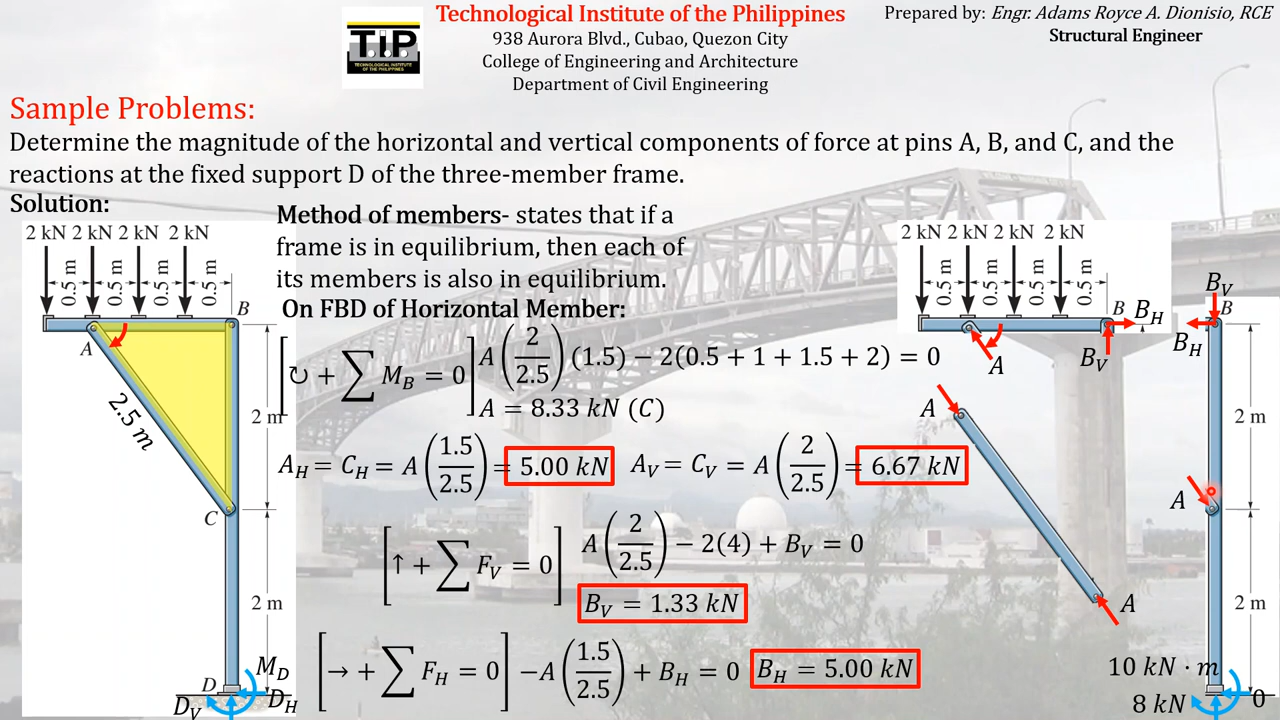 Technological Institute of the Philippines
938 Aurora Blvd., Cubao, Quezon City
College of Engineering and Architecture
Department of Civil Engineering
TiP
TECHNOLOGICAL INSTITUTE
OF THE PHILIPPINES
Prepared by: Engr. Adams Royce A. Dionisio, RCE
Structural Engineer
Sample Problems:
Determine the magnitude of the horizontal and vertical components of force at pins A, B, and C, and the
reactions at the fixed support D of the three-member frame.
Solution:
2 kN 2 kN 2 kN 2 kN
0.5 m 0.5 m 0.5 m 0.5 m
B
A
2.5 m
2 m
C
2 m
M_D
D
D_V
D_H
Method of members- states that if a
frame is in equilibrium, then each of
its members is also in equilibrium.
On FBD of Horizontal Member:
[↻ + ∑ M_B = 0] A (2/2.5) (1.5) − 2(0.5 + 1 + 1.5 + 2) = 0
A = 8.33 kN (C)
A_H = C_H = A (1.5/2.5) = 5.00 kN A_V = C_V = A (2/2.5) = 6.67 kN
[↑ + ∑ F_V = 0] A (2/2.5) − 2(4) + B_V = 0
B_V = 1.33 kN
[→ + ∑ F_H = 0] −A (1.5/2.5) + B_H = 0 B_H = 5.00 kN
2 kN 2 kN 2 kN 2 kN
0.5 m 0.5 m 0.5 m 0.5 m
B
B_H
A
B_V
A
A
B_V
B
B_H
2 m
A
2 m
10 kN · m
8 kN
0